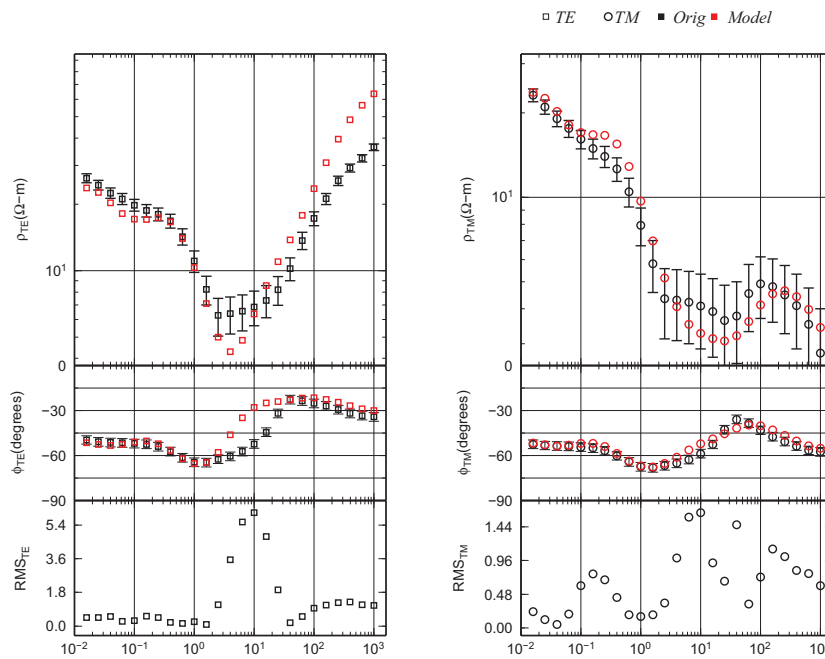 TE TM Orig Model
ρTE(Ω−m)
10¹
0
ρTM(Ω−m)
10¹
0
ϕTE(degrees)
−30
−60
−90
ϕTM(degrees)
−30
−60
−90
RMSTE
5.4
3.6
1.8
0.0
RMSTM
1.44
0.96
0.48
0.00
10⁻² 10⁻¹ 10⁰ 10¹ 10² 10³
10⁻² 10⁻¹ 10⁰ 10¹ 10² 10